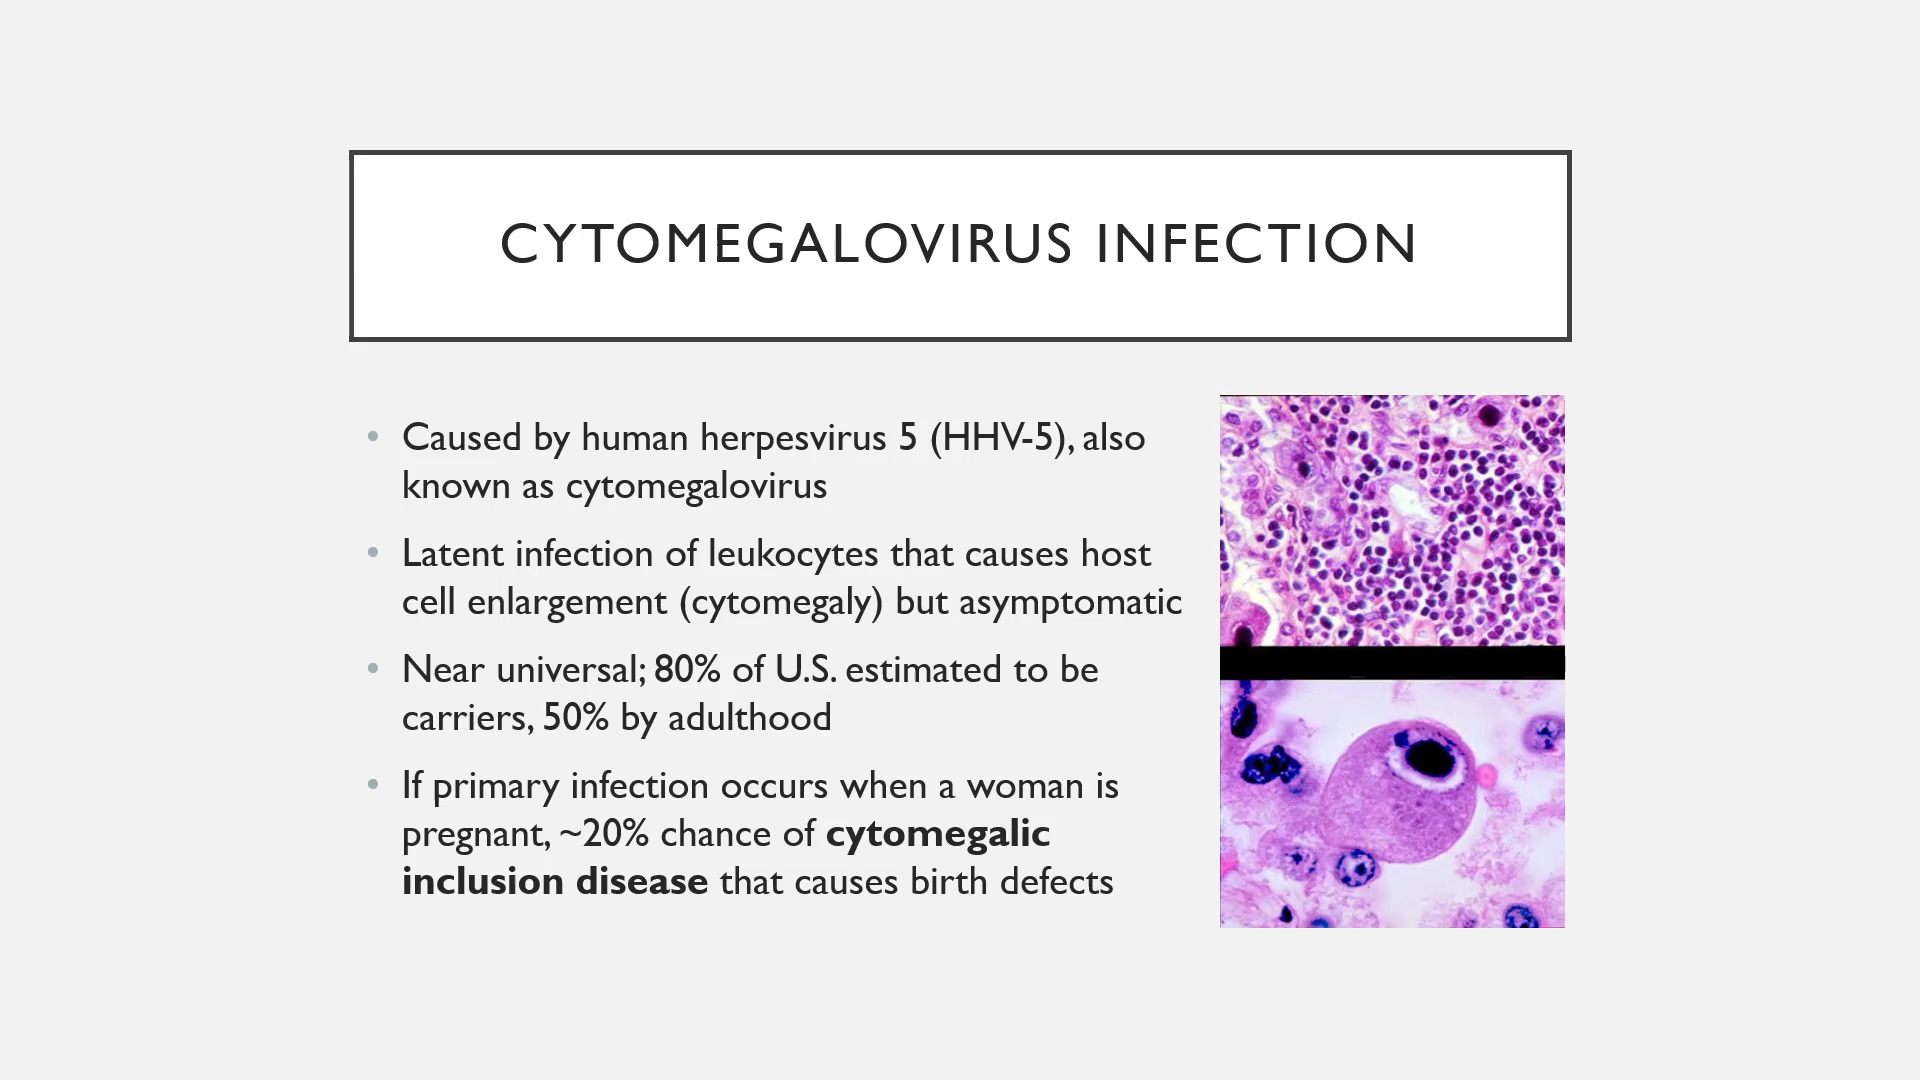 CYTOMEGALOVIRUS INFECTION
• Caused by human herpesvirus 5 (HHV-5), also
known as cytomegalovirus
• Latent infection of leukocytes that causes host
cell enlargement (cytomegaly) but asymptomatic
• Near universal; 80% of U.S. estimated to be
carriers, 50% by adulthood
• If primary infection occurs when a woman is
pregnant, ~20% chance of cytomegalic
inclusion disease that causes birth defects